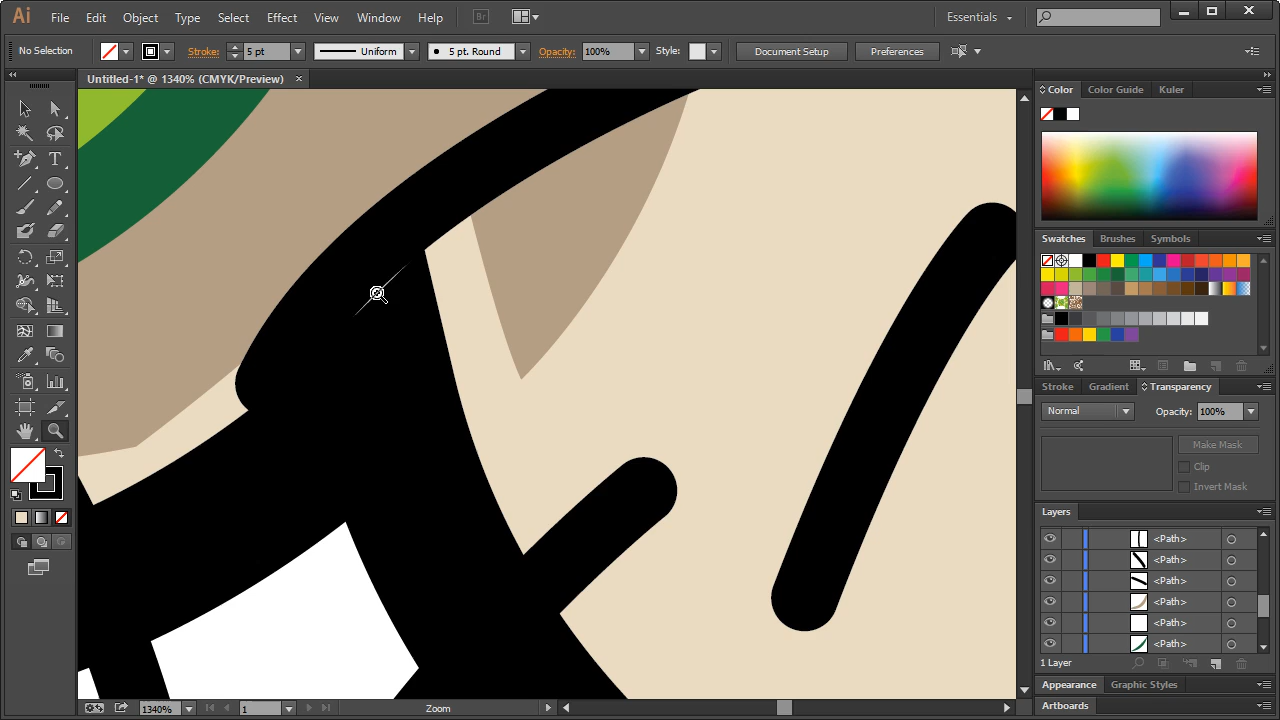 Ai File Edit Object Type Select Effect View Window Help Br Essentials
No Selection Stroke: 5 pt Uniform 5 pt. Round Opacity: 100% Style: Document Setup Preferences
Untitled-1* @ 1340% (CMYK/Preview)
Color Color Guide Kuler
Swatches Brushes Symbols
Stroke Gradient Transparency
Normal Opacity: 100%
Make Mask
Clip
Invert Mask
Layers
<Path>
<Path>
<Path>
<Path>
<Path>
<Path>
1 Layer
Appearance Graphic Styles
Artboards
1340% 1 Zoom